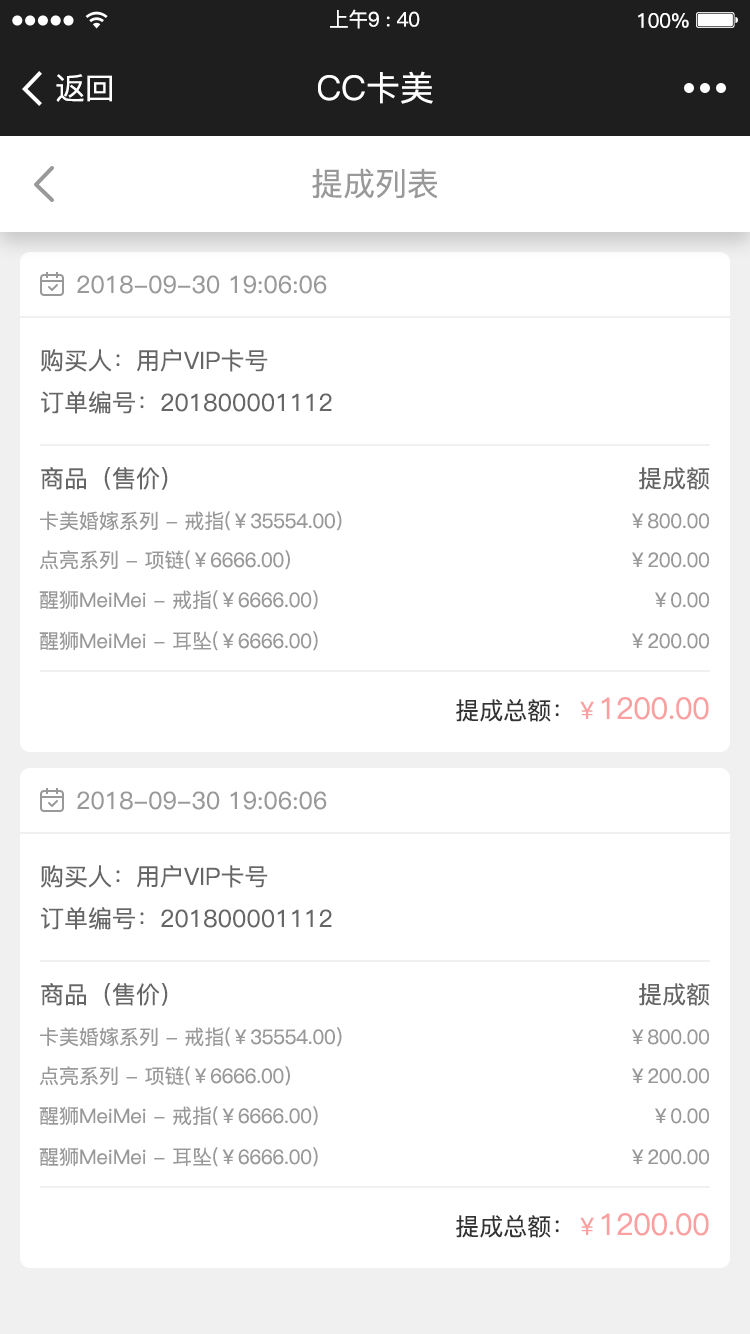 上午9 : 40
100%
返回
CC卡美
提成列表
2018-09-30 19:06:06
购买人：用户VIP卡号
订单编号：201800001112
商品（售价） 提成额
卡美婚嫁系列 - 戒指(￥35554.00) ￥800.00
点亮系列 - 项链(￥6666.00) ￥200.00
醒狮MeiMei - 戒指(￥6666.00) ￥0.00
醒狮MeiMei - 耳坠(￥6666.00) ￥200.00
提成总额：￥1200.00
2018-09-30 19:06:06
购买人：用户VIP卡号
订单编号：201800001112
商品（售价） 提成额
卡美婚嫁系列 - 戒指(￥35554.00) ￥800.00
点亮系列 - 项链(￥6666.00) ￥200.00
醒狮MeiMei - 戒指(￥6666.00) ￥0.00
醒狮MeiMei - 耳坠(￥6666.00) ￥200.00
提成总额：￥1200.00